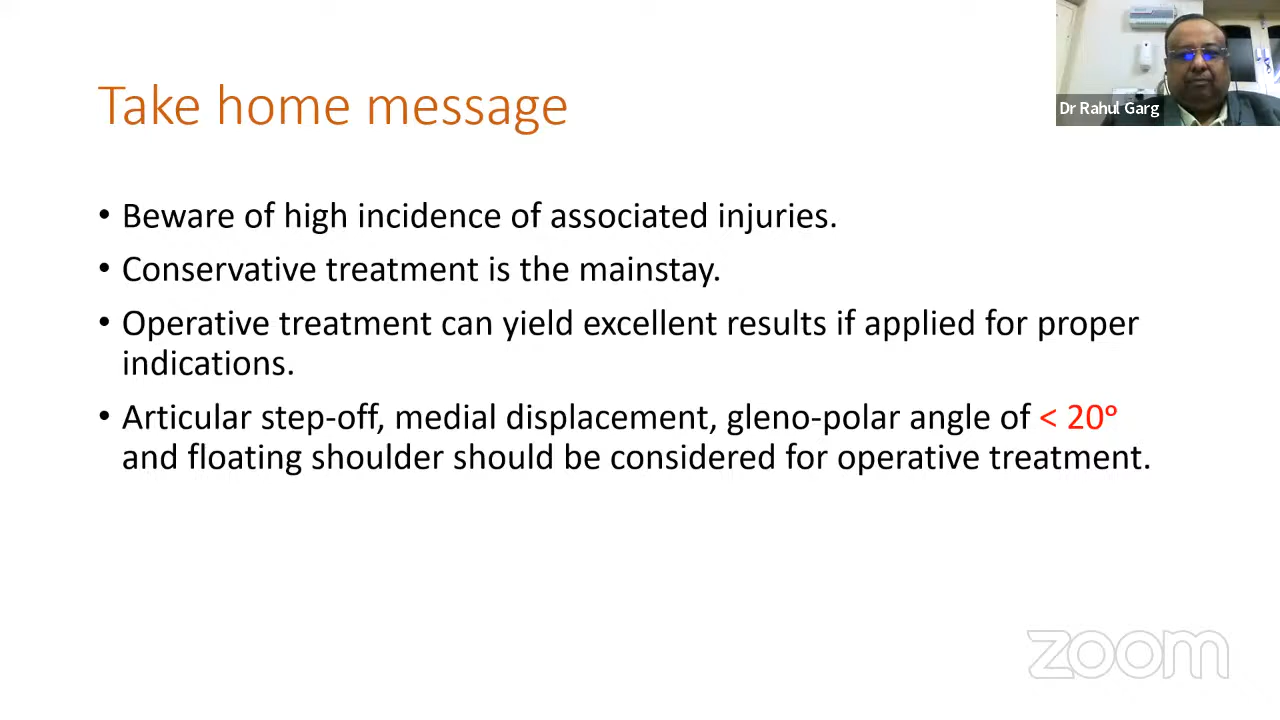 Take home message
Dr Rahul Garg
• Beware of high incidence of associated injuries.
• Conservative treatment is the mainstay.
• Operative treatment can yield excellent results if applied for proper
indications.
• Articular step-off, medial displacement, gleno-polar angle of < 20°
and floating shoulder should be considered for operative treatment.
zoom